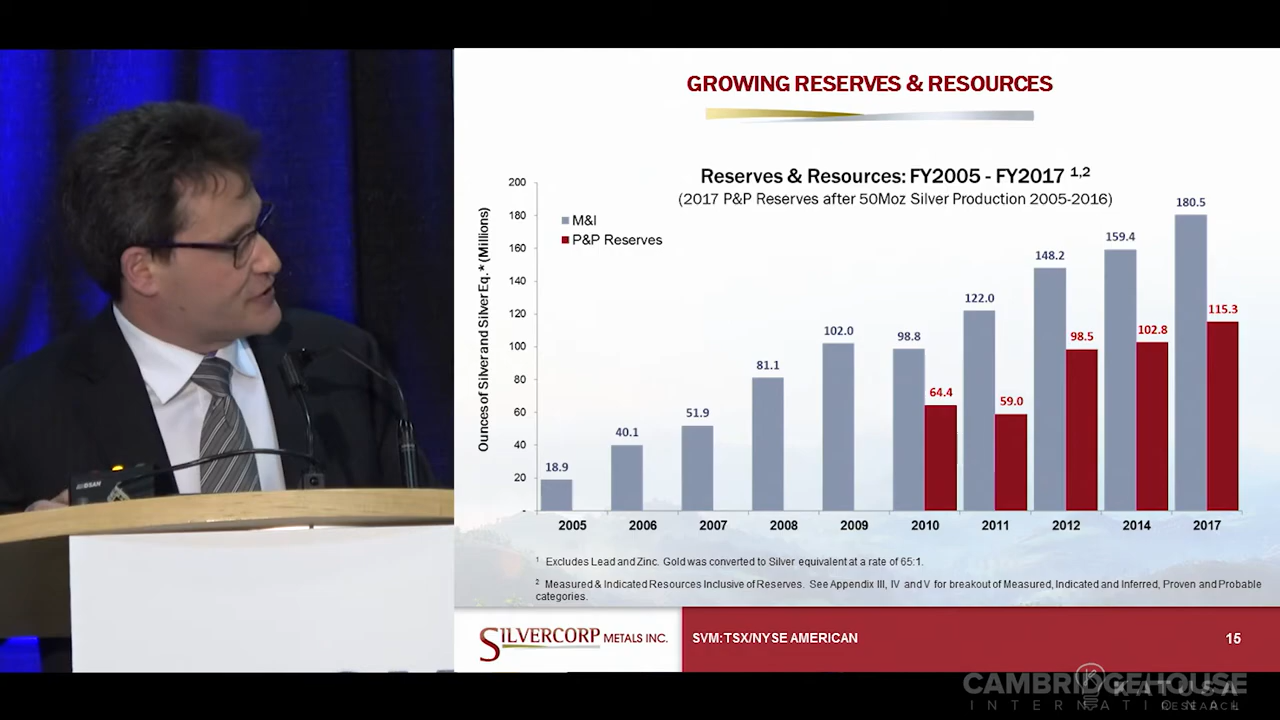 GROWING RESERVES & RESOURCES
Reserves & Resources: FY2005 - FY2017 ¹,²
(2017 P&P Reserves after 50Moz Silver Production 2005-2016)
Ounces of Silver and Silver Eq.* (Millions)
M&I
P&P Reserves
200
180
160
140
120
100
80
60
40
20
-
18.9
40.1
51.9
81.1
102.0
98.8
64.4
122.0
59.0
148.2
98.5
159.4
102.8
180.5
115.3
2005 2006 2007 2008 2009 2010 2011 2012 2014 2017
¹ Excludes Lead and Zinc. Gold was converted to Silver equivalent at a rate of 65:1.
² Measured & Indicated Resources Inclusive of Reserves. See Appendix III, IV and V for breakout of Measured, Indicated and Inferred, Proven and Probable
categories.
SILVERCORP METALS INC.
SVM:TSX/NYSE AMERICAN
15
CAMBRIDGEHOUSE
INTERNATIONAL
KATUSA
RESEARCH